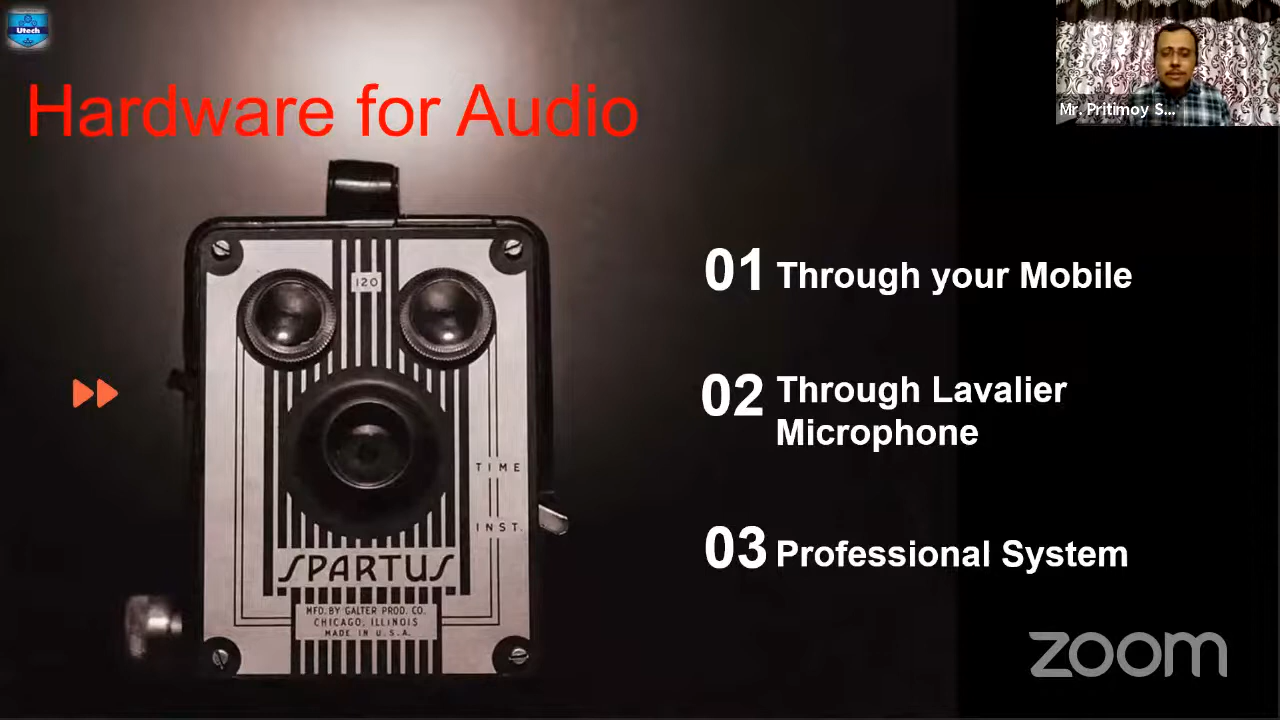 Utech
Hardware for Audio
Mr. Pritimoy S...
120
01 Through your Mobile
02 Through Lavalier
Microphone
TIME
INST.
03 Professional System
SPARTUS
MFD. BY GALTER PROD. CO.
CHICAGO, ILLINOIS
MADE IN U.S.A.
zoom